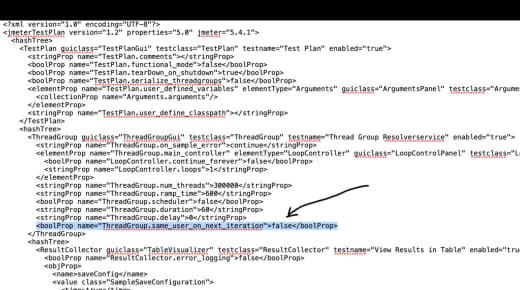 <?xml version="1.0" encoding="UTF-8"?>
<jmeterTestPlan version="1.2" properties="5.0" jmeter="5.4.1">
<hashTree>
<TestPlan guiclass="TestPlanGui" testclass="TestPlan" testname="Test Plan" enabled="true">
<stringProp name="TestPlan.comments"></stringProp>
<boolProp name="TestPlan.functional_mode">false</boolProp>
<boolProp name="TestPlan.tearDown_on_shutdown">true</boolProp>
<boolProp name="TestPlan.serialize_threadgroups">false</boolProp>
<elementProp name="TestPlan.user_defined_variables" elementType="Arguments" guiclass="ArgumentsPanel" testclass="Argume
<collectionProp name="Arguments.arguments"/>
</elementProp>
<stringProp name="TestPlan.user_define_classpath"></stringProp>
</TestPlan>
<hashTree>
<ThreadGroup guiclass="ThreadGroupGui" testclass="ThreadGroup" testname="Thread Group Resolverservice" enabled="true">
<stringProp name="ThreadGroup.on_sample_error">continue</stringProp>
<elementProp name="ThreadGroup.main_controller" elementType="LoopController" guiclass="LoopControlPanel" testclass="L
<boolProp name="LoopController.continue_forever">false</boolProp>
<stringProp name="LoopController.loops">1</stringProp>
</elementProp>
<stringProp name="ThreadGroup.num_threads">300000</stringProp>
<stringProp name="ThreadGroup.ramp_time">600</stringProp>
<boolProp name="ThreadGroup.scheduler">false</boolProp>
<stringProp name="ThreadGroup.duration">60</stringProp>
<stringProp name="ThreadGroup.delay">0</stringProp>
<boolProp name="ThreadGroup.same_user_on_next_iteration">false</boolProp>
</ThreadGroup>
<hashTree>
<ResultCollector guiclass="TableVisualizer" testclass="ResultCollector" testname="View Results in Table" enabled="tru
<boolProp name="ResultCollector.error_logging">false</boolProp>
<objProp>
<name>saveConfig</name>
<value class="SampleSaveConfiguration">
<time>true</time>